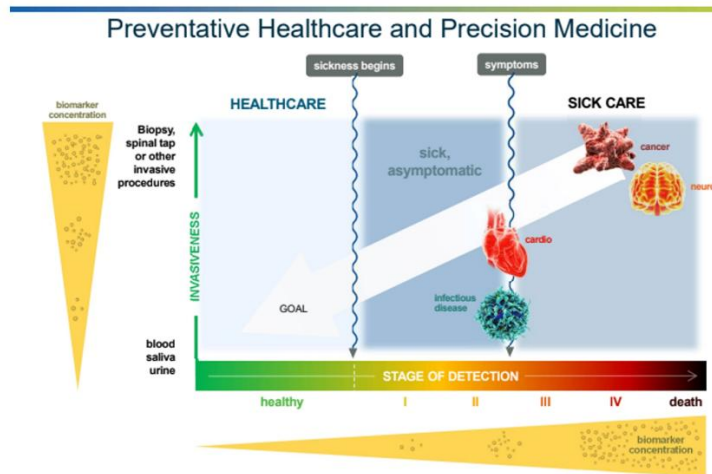 Preventative Healthcare and Precision Medicine
sickness begins
symptoms
biomarker
concentration
HEALTHCARE
SICK CARE
Biopsy,
spinal tap
or other
invasive
procedures
sick,
asymptomatic
cancer
neuro
INVASIVENESS
cardio
infectious
disease
GOAL
blood
saliva
urine
STAGE OF DETECTION
healthy
I
II
III
IV
death
biomarker
concentration